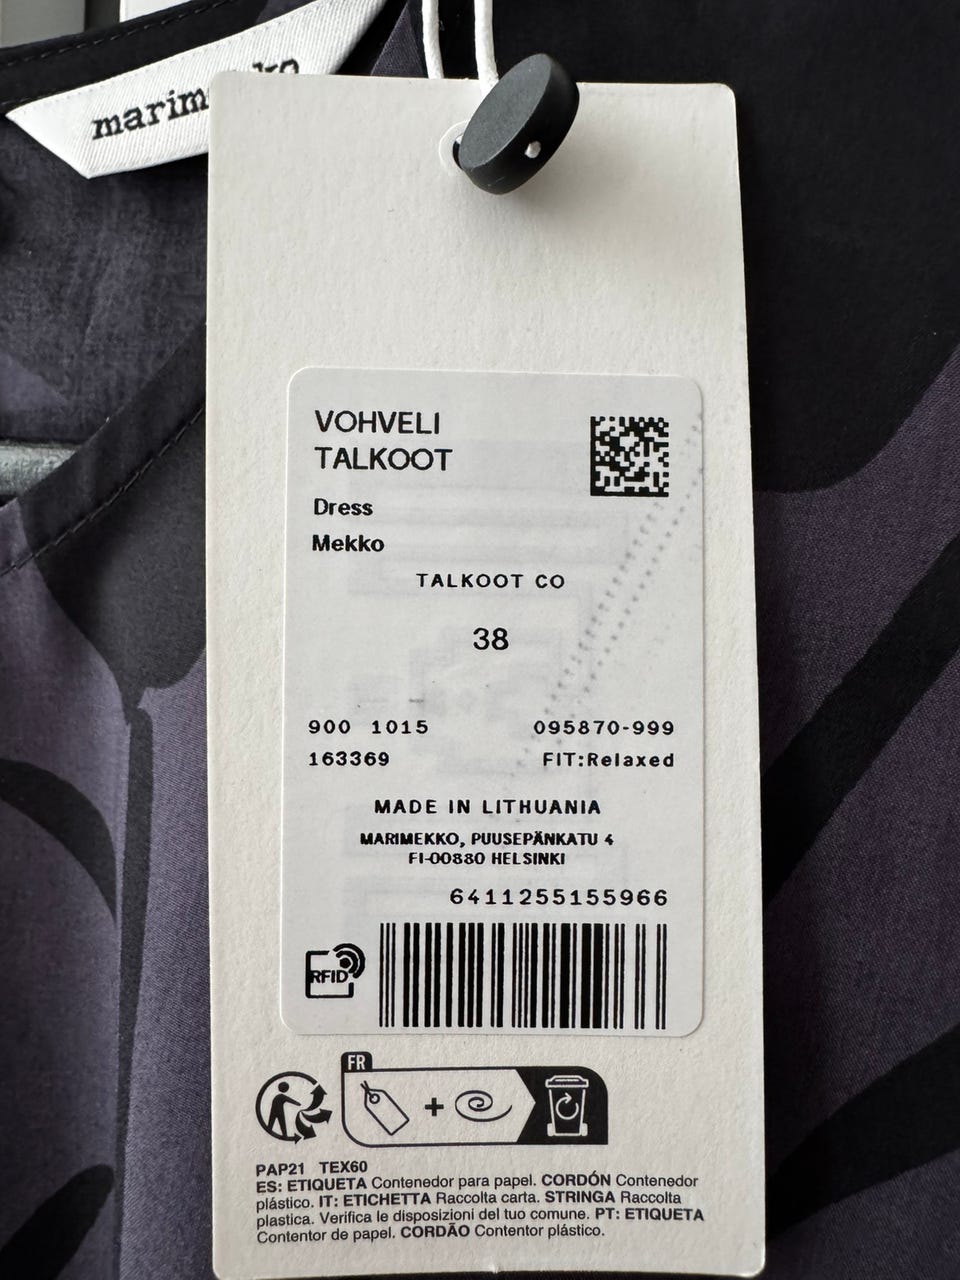 VOHVELI
TALKOOT
Dress
Mekko
TALKOOT CO
38
900 1015
095870-999
163369
FIT:Relaxed
MADE IN LITHUANIA
MARIMEKKO, PUUSEPÄNKATU 4
FI-00880 HELSINKI
6411255155966
RFID
FR
PAP21 TEX60
ES: ETIQUETA Contenedor para papel. CORDÓN Contenedor
plástico. IT: ETICHETTA Raccolta carta. STRINGA Raccolta
plastica. Verifica le disposizioni del tuo comune. PT: ETIQUETA
Contentor de papel. CORDÃO Contentor plástico.